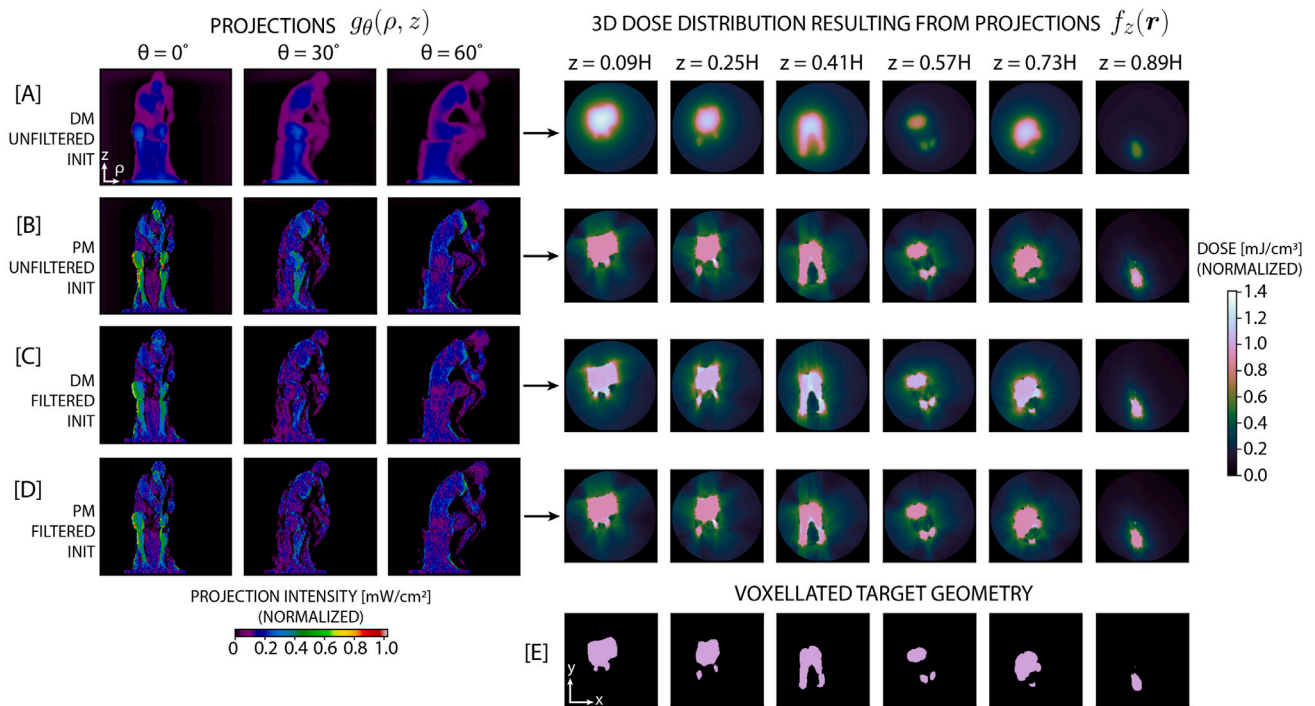 PROJECTIONS g_θ(ρ, z)
3D DOSE DISTRIBUTION RESULTING FROM PROJECTIONS f_z(r)
θ = 0° θ = 30° θ = 60°
z = 0.09H z = 0.25H z = 0.41H z = 0.57H z = 0.73H z = 0.89H
[A]
DM
UNFILTERED
INIT
z
ρ
[B]
PM
UNFILTERED
INIT
[C]
DM
FILTERED
INIT
[D]
PM
FILTERED
INIT
DOSE [mJ/cm³]
(NORMALIZED)
1.4
1.2
1.0
0.8
0.6
0.4
0.2
0.0
PROJECTION INTENSITY [mW/cm²]
(NORMALIZED)
0 0.2 0.4 0.6 0.8 1.0
VOXELLATED TARGET GEOMETRY
[E]
y
x